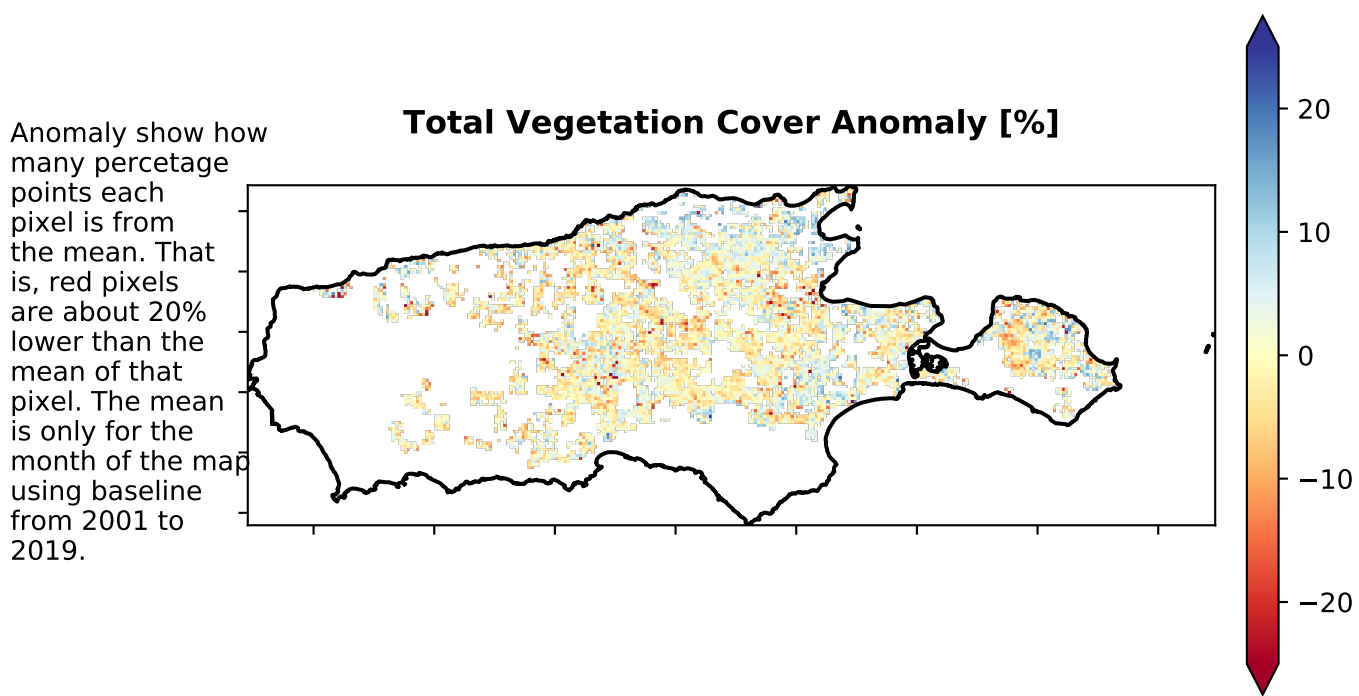 Total Vegetation Cover Anomaly [%]
Anomaly show how
many percetage
points each
pixel is from
the mean. That
is, red pixels
are about 20%
lower than the
mean of that
pixel. The mean
is only for the
month of the map
using baseline
from 2001 to
2019.
20
10
0
−10
−20